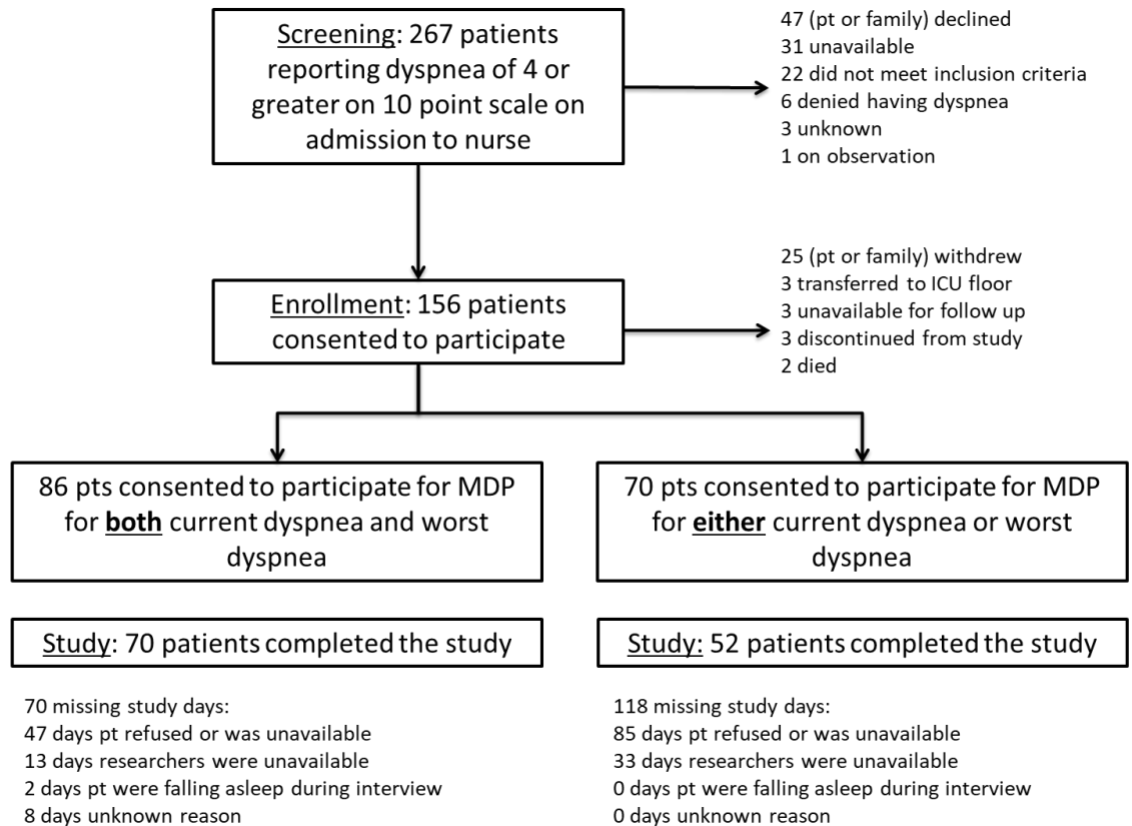 Screening: 267 patients
reporting dyspnea of 4 or
greater on 10 point scale on
admission to nurse
47 (pt or family) declined
31 unavailable
22 did not meet inclusion criteria
6 denied having dyspnea
3 unknown
1 on observation
Enrollment: 156 patients
consented to participate
25 (pt or family) withdrew
3 transferred to ICU floor
3 unavailable for follow up
3 discontinued from study
2 died
86 pts consented to participate for MDP
for both current dyspnea and worst
dyspnea
70 pts consented to participate for MDP
for either current dyspnea or worst
dyspnea
Study: 70 patients completed the study
Study: 52 patients completed the study
70 missing study days:
47 days pt refused or was unavailable
13 days researchers were unavailable
2 days pt were falling asleep during interview
8 days unknown reason
118 missing study days:
85 days pt refused or was unavailable
33 days researchers were unavailable
0 days pt were falling asleep during interview
0 days unknown reason